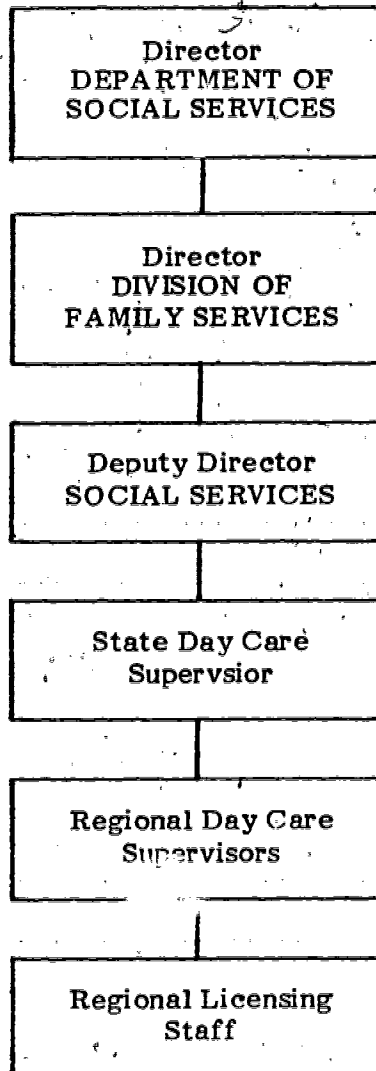 Director
DEPARTMENT OF
SOCIAL SERVICES
Director
DIVISION OF
FAMILY SERVICES
Deputy Director
SOCIAL SERVICES
State Day Care
Supervsior
Regional Day Care
Supervisors
Regional Licensing
Staff